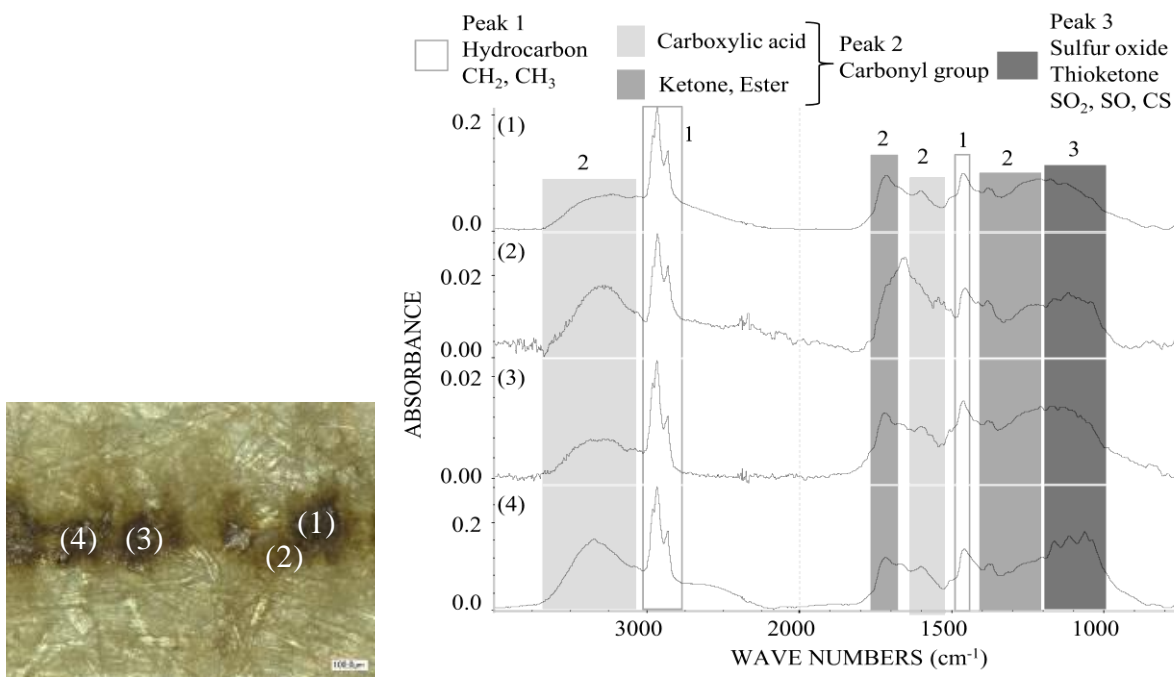 Peak 1
Hydrocarbon
CH₂, CH₃
Carboxylic acid
Ketone, Ester
Peak 2
Carbonyl group
Peak 3
Sulfur oxide
Thioketone
SO₂, SO, CS
0.2
(1)
0.0
2
1
2
2
1
2
3
(2)
0.02
0.00
(3)
0.02
0.00
(4)
0.2
0.0
ABSORBANCE
3000 2000 1500 1000
WAVE NUMBERS (cm⁻¹)
(4) (3) (2) (1)
100.0μm